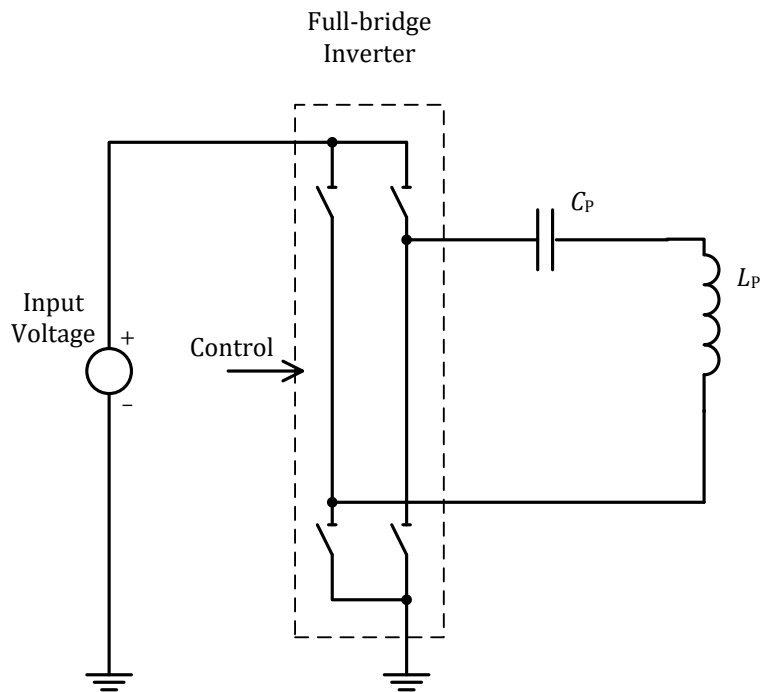 Full-bridge
Inverter
C_P
L_P
Input
Voltage
+
Control
–